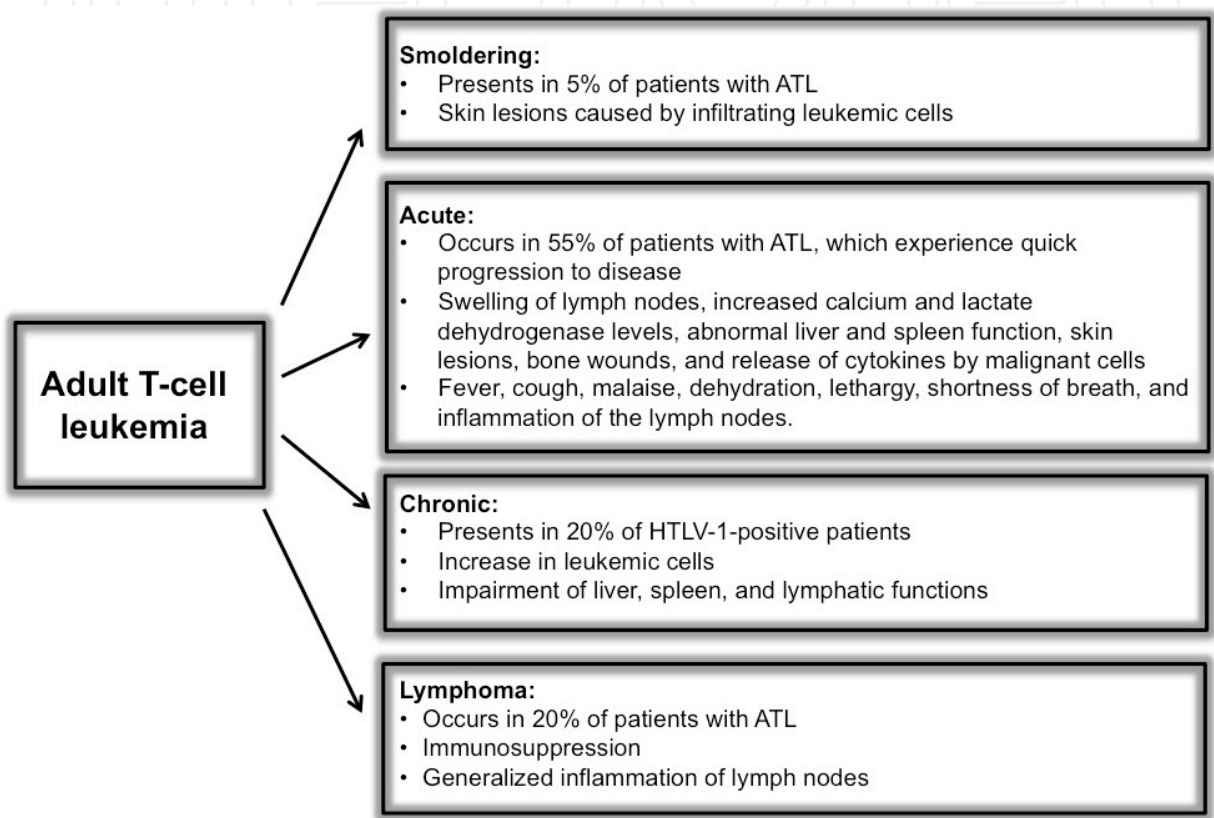 Adult T-cell
leukemia
Smoldering:
• Presents in 5% of patients with ATL
• Skin lesions caused by infiltrating leukemic cells
Acute:
• Occurs in 55% of patients with ATL, which experience quick
progression to disease
• Swelling of lymph nodes, increased calcium and lactate
dehydrogenase levels, abnormal liver and spleen function, skin
lesions, bone wounds, and release of cytokines by malignant cells
• Fever, cough, malaise, dehydration, lethargy, shortness of breath, and
inflammation of the lymph nodes.
Chronic:
• Presents in 20% of HTLV-1-positive patients
• Increase in leukemic cells
• Impairment of liver, spleen, and lymphatic functions
Lymphoma:
• Occurs in 20% of patients with ATL
• Immunosuppression
• Generalized inflammation of lymph nodes